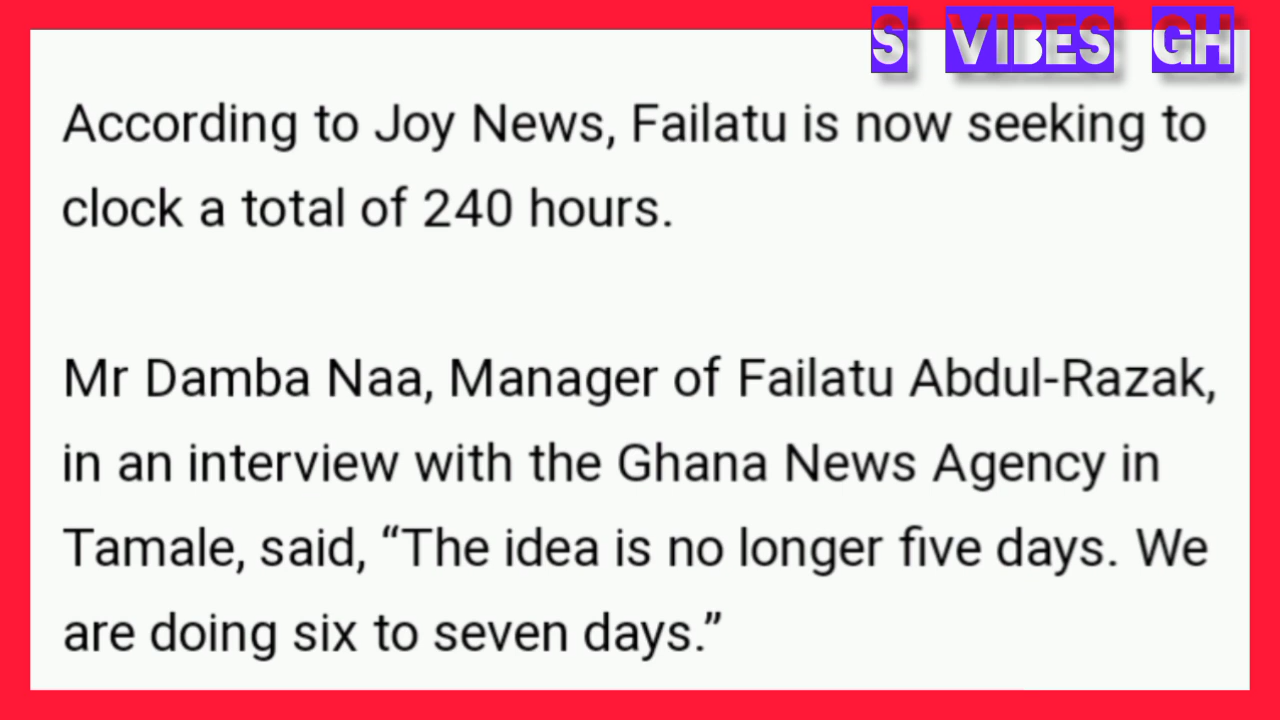 S VIBES GH
According to Joy News, Failatu is now seeking to
clock a total of 240 hours.
Mr Damba Naa, Manager of Failatu Abdul-Razak,
in an interview with the Ghana News Agency in
Tamale, said, “The idea is no longer five days. We
are doing six to seven days.”